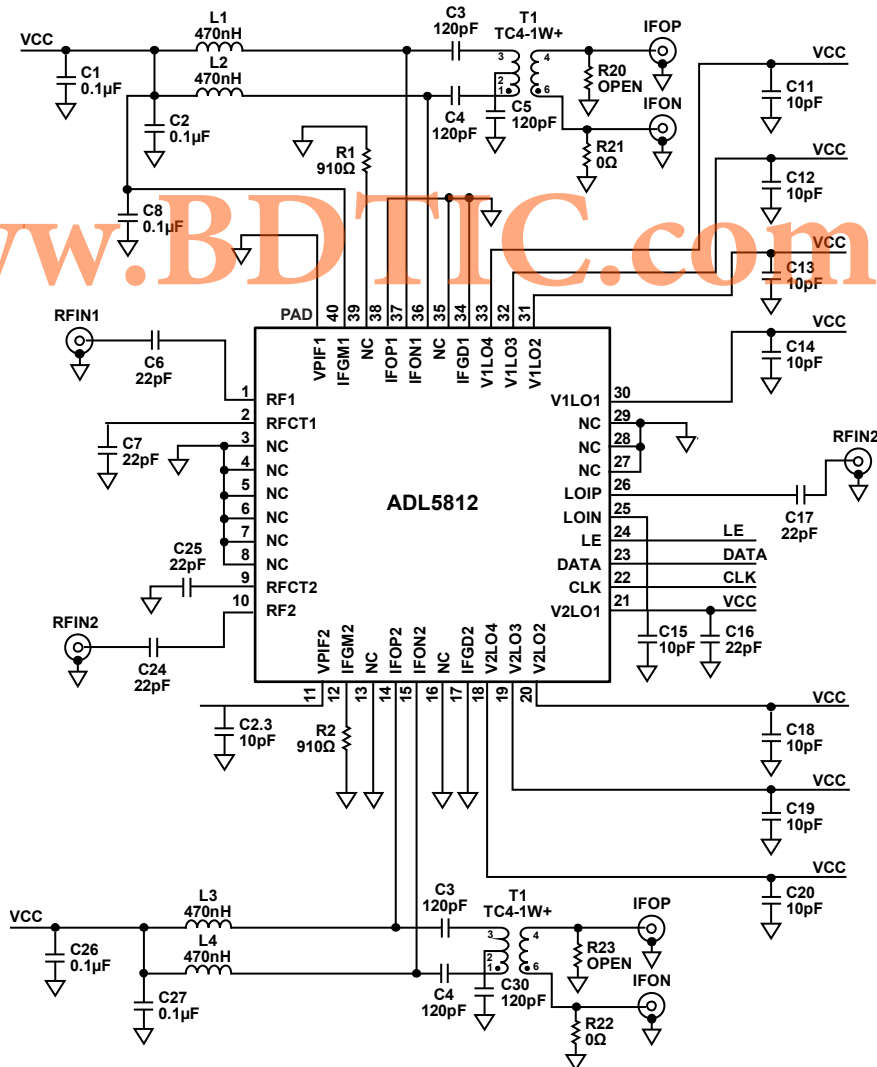 L1
470nH
L2
470nH
VCC
C1
0.1µF
C2
0.1µF
C8
0.1µF
C3
120pF
C4
120pF
C5
120pF
T1
TC4-1W+
3
2
1
4
6
R20
OPEN
R21
0Ω
IFOP
IFON
R1
910Ω
VCC
C11
10pF
VCC
C12
10pF
VCC
C13
10pF
VCC
C14
10pF
www.BDTIC.com
PAD
40
39
38
37
36
35
34
33
32
31
VPIF1
IFGM1
NC
IFOP1
IFON1
NC
IFGD1
V1LO4
V1LO3
V1LO2
RFIN1
C6
22pF
C7
22pF
C25
22pF
RFIN2
C24
22pF
1 RF1
2 RFCT1
3 NC
4 NC
5 NC
6 NC
7 NC
8 NC
9 RFCT2
10 RF2
ADL5812
V1LO1 30
NC 29
NC 28
NC 27
LOIP 26
LOIN 25
LE 24
DATA 23
CLK 22
V2LO1 21
RFIN2
C17
22pF
LE
DATA
CLK
VCC
C15
10pF
C16
22pF
VPIF2
IFGM2
NC
IFOP2
IFON2
NC
IFGD2
V2LO4
V2LO3
V2LO2
11
12
13
14
15
16
17
18
19
20
C2.3
10pF
R2
910Ω
VCC
C18
10pF
VCC
C19
10pF
VCC
C20
10pF
L3
470nH
L4
470nH
VCC
C26
0.1µF
C27
0.1µF
C3
120pF
C4
120pF
C30
120pF
T1
TC4-1W+
3
2
1
4
6
R23
OPEN
R22
0Ω
IFOP
IFON